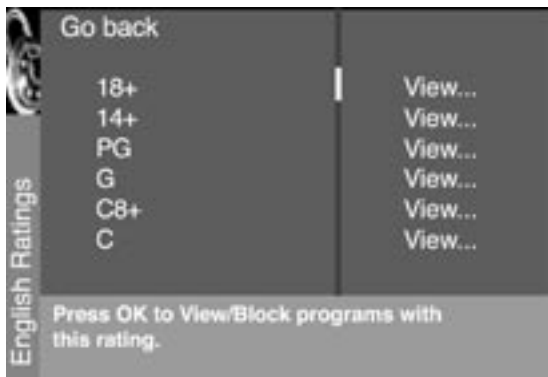 Go back
18+ View...
14+ View...
PG View...
G View...
C8+ View...
C View...
English Ratings
Press OK to View/Block programs with
this rating.